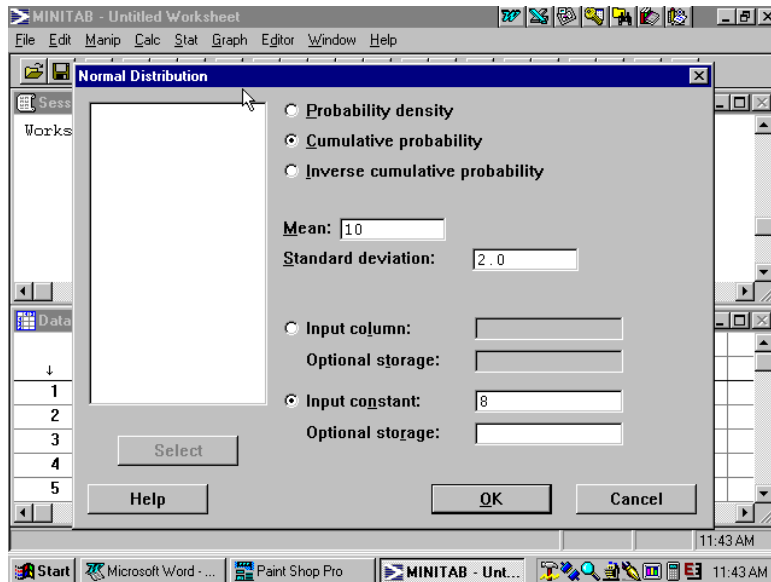 MINITAB - Untitled Worksheet
File Edit Manip Calc Stat Graph Editor Window Help
Normal Distribution
Sess
Works
Probability density
Cumulative probability
Inverse cumulative probability
Mean: 10
Standard deviation: 2.0
Data
Input column:
Optional storage:
↓
1
2
3
4
5
Input constant: 8
Optional storage:
Select
Help OK Cancel
11:43 AM
Start Microsoft Word - ... Paint Shop Pro MINITAB - Unt... 11:43 AM